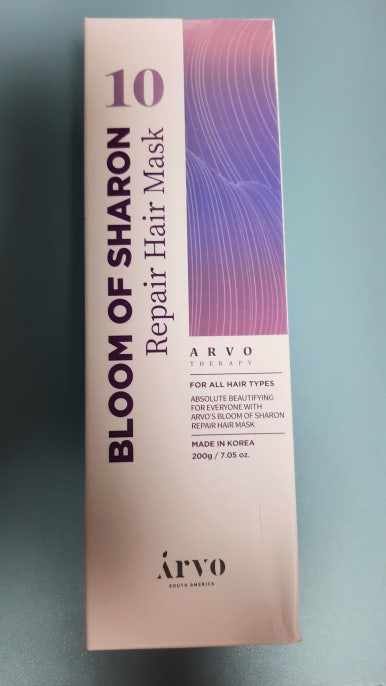 10
BLOOM OF SHARON
Repair Hair Mask
ARVO
THERAPY
FOR ALL HAIR TYPES
ABSOLUTE BEAUTIFYING
FOR EVERYONE WITH
ARVO'S BLOOM OF SHARON
REPAIR HAIR MASK
MADE IN KOREA
200g / 7.05 oz.
Árvo
SOUTH AMERICA